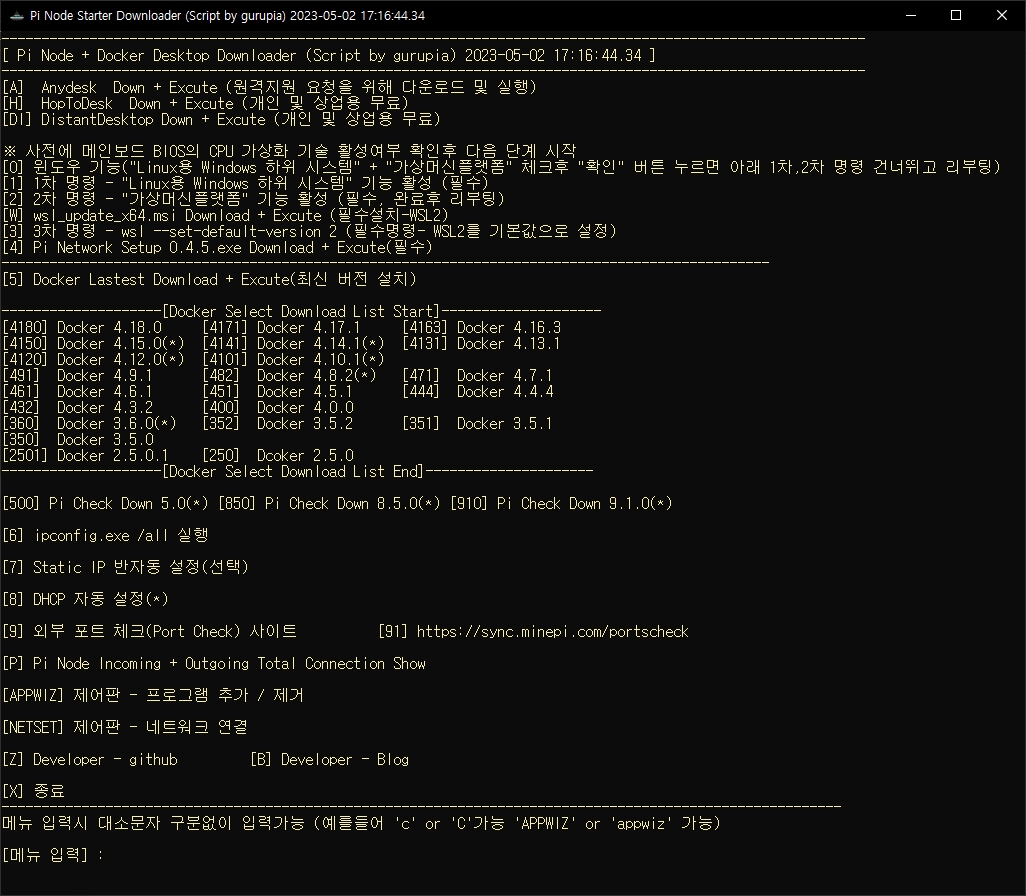 Pi Node Starter Downloader (Script by gurupia) 2023-05-02 17:16:44.34
[ Pi Node + Docker Desktop Downloader (Script by gurupia) 2023-05-02 17:16:44.34 ]
[A] Anydesk Down + Excute (원격지원 요청을 위해 다운로드 및 실행)
[H] HopToDesk Down + Excute (개인 및 상업용 무료)
[DI] DistantDesktop Down + Excute (개인 및 상업용 무료)
※ 사전에 메인보드 BIOS의 CPU 가상화 기술 활성여부 확인후 다음 단계 시작
[0] 윈도우 기능("Linux용 Windows 하위 시스템" + "가상머신플랫폼" 체크후 "확인" 버튼 누르면 아래 1차,2차 명령 건너뛰고 리부팅)
[1] 1차 명령 - "Linux용 Windows 하위 시스템" 기능 활성 (필수)
[2] 2차 명령 - "가상머신플랫폼" 기능 활성 (필수, 완료후 리부팅)
[W] wsl_update_x64.msi Download + Excute (필수설치-WSL2)
[3] 3차 명령 - wsl --set-default-version 2 (필수명령- WSL2를 기본값으로 설정)
[4] Pi Network Setup 0.4.5.exe Download + Excute(필수)
[5] Docker Lastest Download + Excute(최신 버전 설치)
--------------------[Docker Select Download List Start]--------------------
[4180] Docker 4.18.0 [4171] Docker 4.17.1 [4163] Docker 4.16.3
[4150] Docker 4.15.0(*) [4141] Docker 4.14.1(*) [4131] Docker 4.13.1
[4120] Docker 4.12.0(*) [4101] Docker 4.10.1(*)
[491] Docker 4.9.1 [482] Docker 4.8.2(*) [471] Docker 4.7.1
[461] Docker 4.6.1 [451] Docker 4.5.1 [444] Docker 4.4.4
[432] Docker 4.3.2 [400] Docker 4.0.0
[360] Docker 3.6.0(*) [352] Docker 3.5.2 [351] Docker 3.5.1
[350] Docker 3.5.0
[2501] Docker 2.5.0.1 [250] Dcoker 2.5.0
--------------------[Docker Select Download List End]---------------------
[500] Pi Check Down 5.0(*) [850] Pi Check Down 8.5.0(*) [910] Pi Check Down 9.1.0(*)
[6] ipconfig.exe /all 실행
[7] Static IP 반자동 설정(선택)
[8] DHCP 자동 설정(*)
[9] 외부 포트 체크(Port Check) 사이트 [91] https://sync.minepi.com/portscheck
[P] Pi Node Incoming + Outgoing Total Connection Show
[APPWIZ] 제어판 - 프로그램 추가 / 제거
[NETSET] 제어판 - 네트워크 연결
[Z] Developer - github [B] Developer - Blog
[X] 종료
메뉴 입력시 대소문자 구분없이 입력가능 (예를들어 'c' or 'C'가능 'APPWIZ' or 'appwiz' 가능)
[메뉴 입력] :